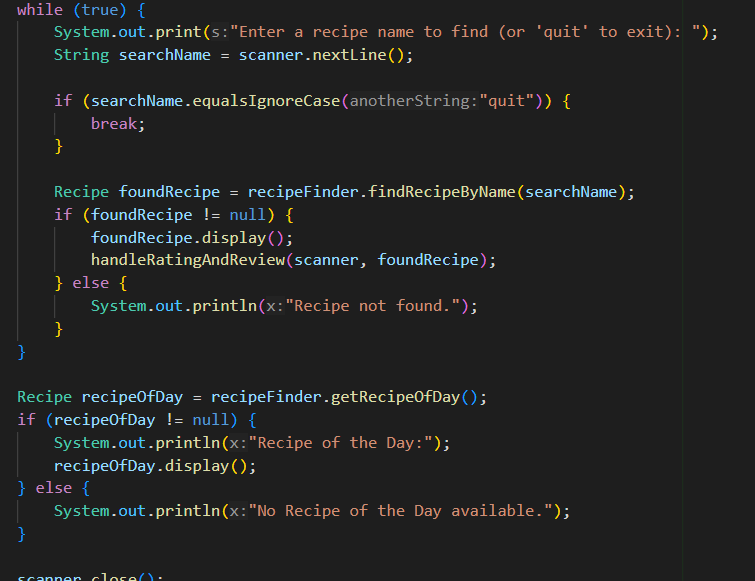 while (true) {
System.out.print(s:"Enter a recipe name to find (or 'quit' to exit): ");
String searchName = scanner.nextLine();
if (searchName.equalsIgnoreCase(anotherString:"quit")) {
break;
}
Recipe foundRecipe = recipeFinder.findRecipeByName(searchName);
if (foundRecipe != null) {
foundRecipe.display();
handleRatingAndReview(scanner, foundRecipe);
} else {
System.out.println(x:"Recipe not found.");
}
}
Recipe recipeOfDay = recipeFinder.getRecipeOfDay();
if (recipeOfDay != null) {
System.out.println(x:"Recipe of the Day:");
recipeOfDay.display();
} else {
System.out.println(x:"No Recipe of the Day available.");
}
scanner.close();